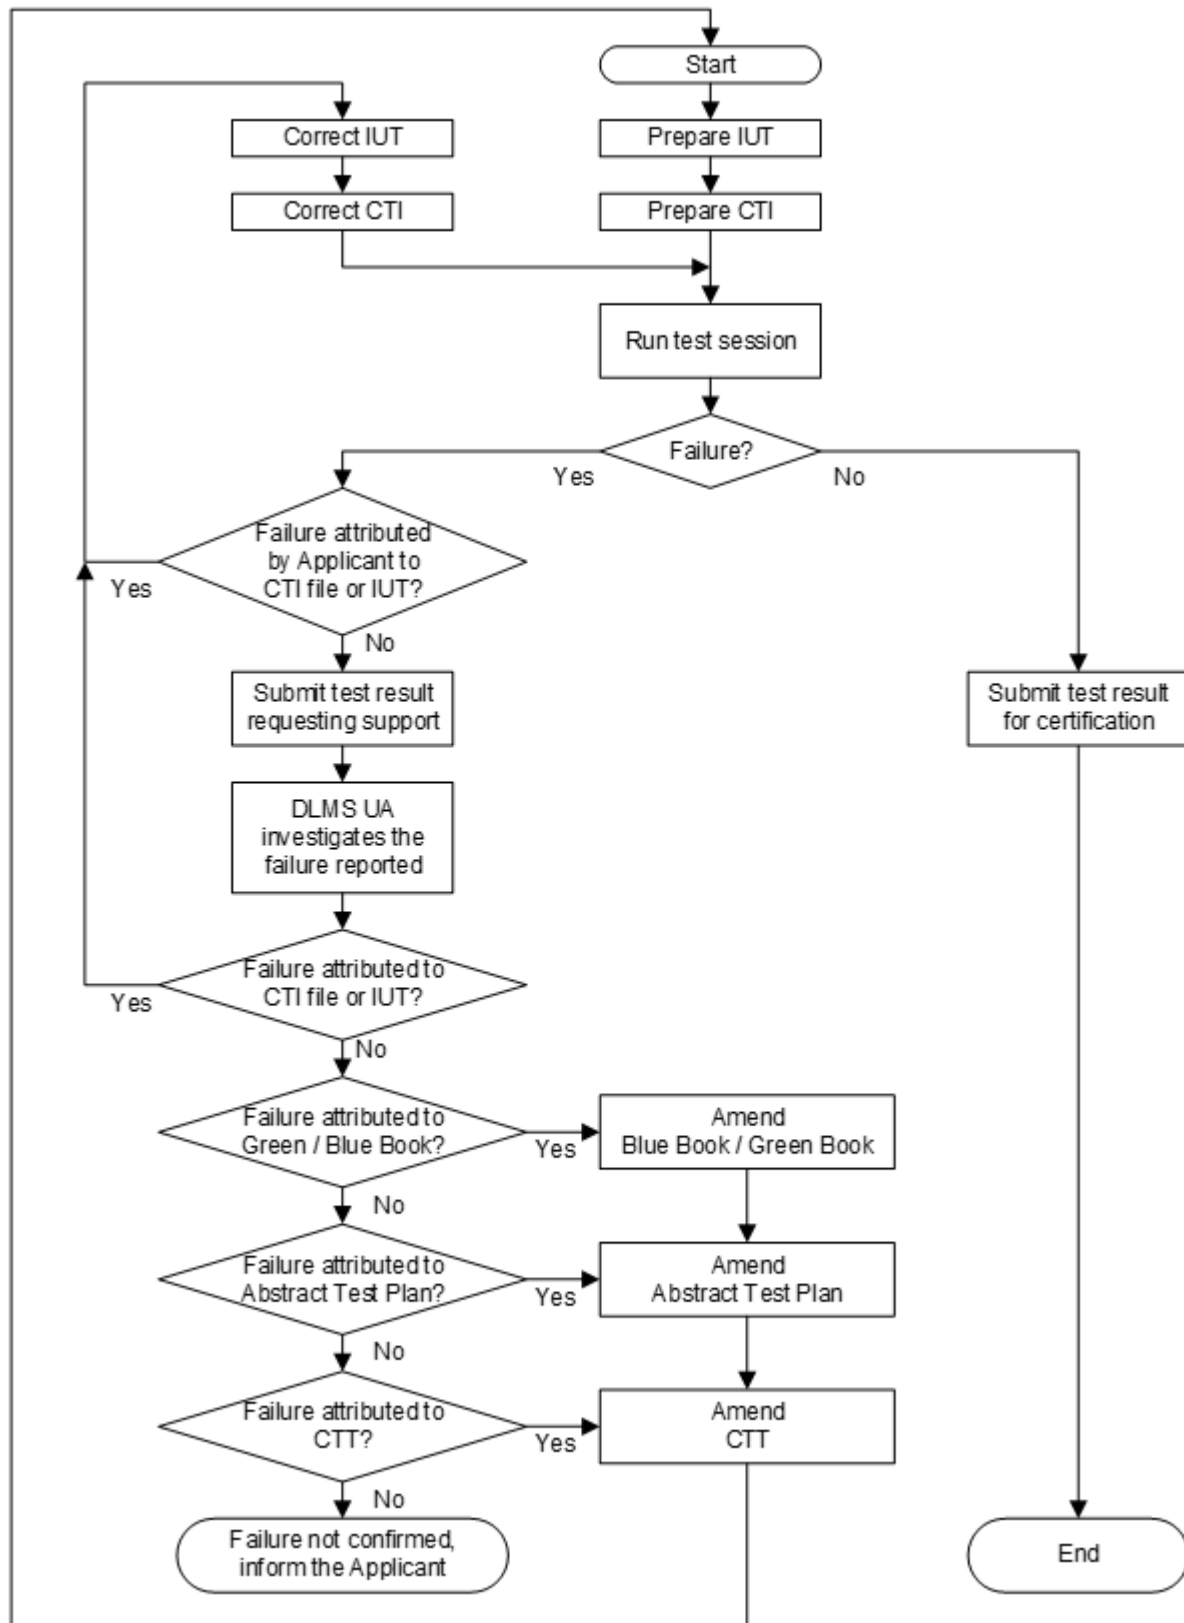 Start
Correct IUT
Prepare IUT
Correct CTI
Prepare CTI
Run test session
Failure?
Yes
No
Failure attributed
by Applicant to
CTI file or IUT?
Yes
No
Submit test result
requesting support
Submit test result
for certification
DLMS UA
investigates the
failure reported
Failure attributed to
CTI file or IUT?
Yes
No
Failure attributed to
Green / Blue Book?
Yes
Amend
Blue Book / Green Book
No
Failure attributed to
Abstract Test Plan?
Yes
Amend
Abstract Test Plan
No
Failure attributed to
CTT?
Yes
Amend
CTT
No
Failure not confirmed,
inform the Applicant
End